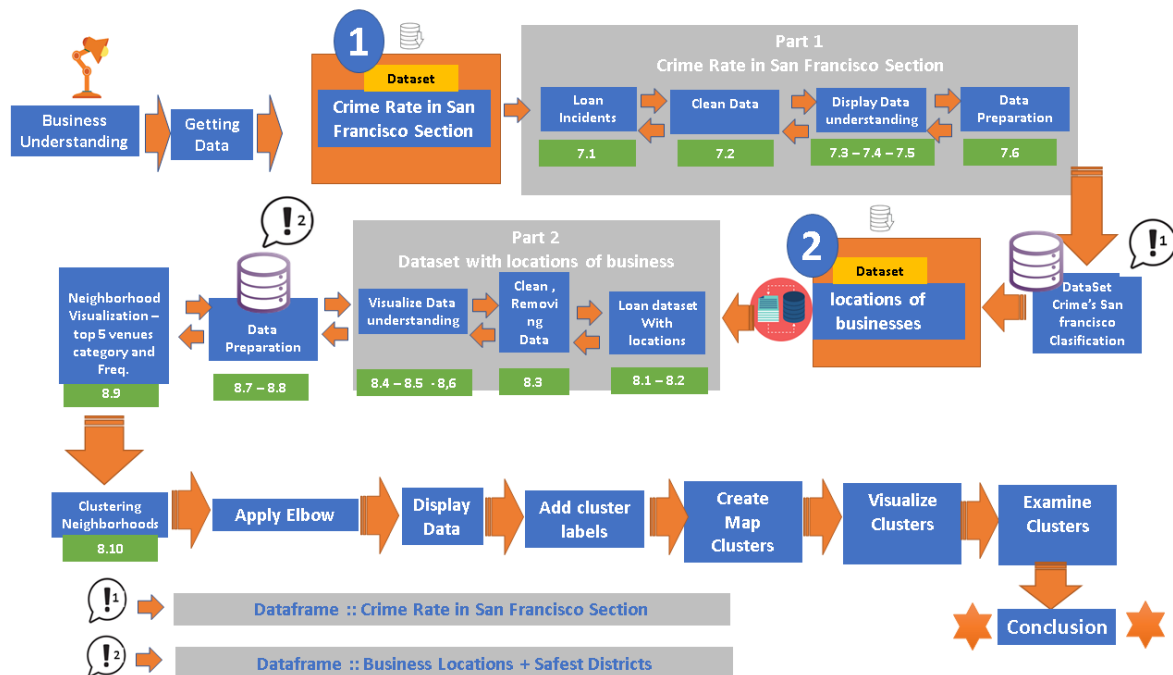 1
Dataset
Crime Rate in San
Francisco Section
Part 1
Crime Rate in San Francisco Section
Business
Understanding
Getting
Data
Loan
Incidents
Clean Data
Display Data
understanding
Data
Preparation
7.1
7.2
7.3 – 7.4 – 7.5
7.6
! 2
Part 2
Dataset with locations of business
2
Dataset
locations of
businesses
! 1
DataSet
Crime's San
francisco
Clasification
Neighborhood
Visualization –
top 5 venues
category and
Freq.
8.9
Data
Preparation
8.7 – 8.8
Visualize Data
understanding
8.4 – 8.5 - 8,6
Clean ,
Removi
ng
Data
8.3
Loan dataset
With
locations
8.1 – 8.2
Clustering
Neighborhoods
8.10
Apply Elbow
Display
Data
Add cluster
labels
Create
Map
Clusters
Visualize
Clusters
Examine
Clusters
! 1
Dataframe :: Crime Rate in San Francisco Section
Conclusion
! 2
Dataframe :: Business Locations + Safest Districts